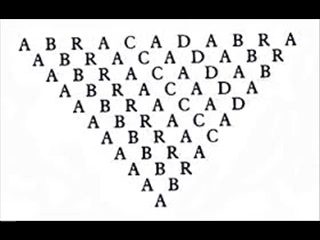 A B R A C A D A B R A
A B R A C A D A B R
A B R A C A D A B
A B R A C A D A
A B R A C A D
A B R A C A
A B R A C
A B R A
A B R
A B
A